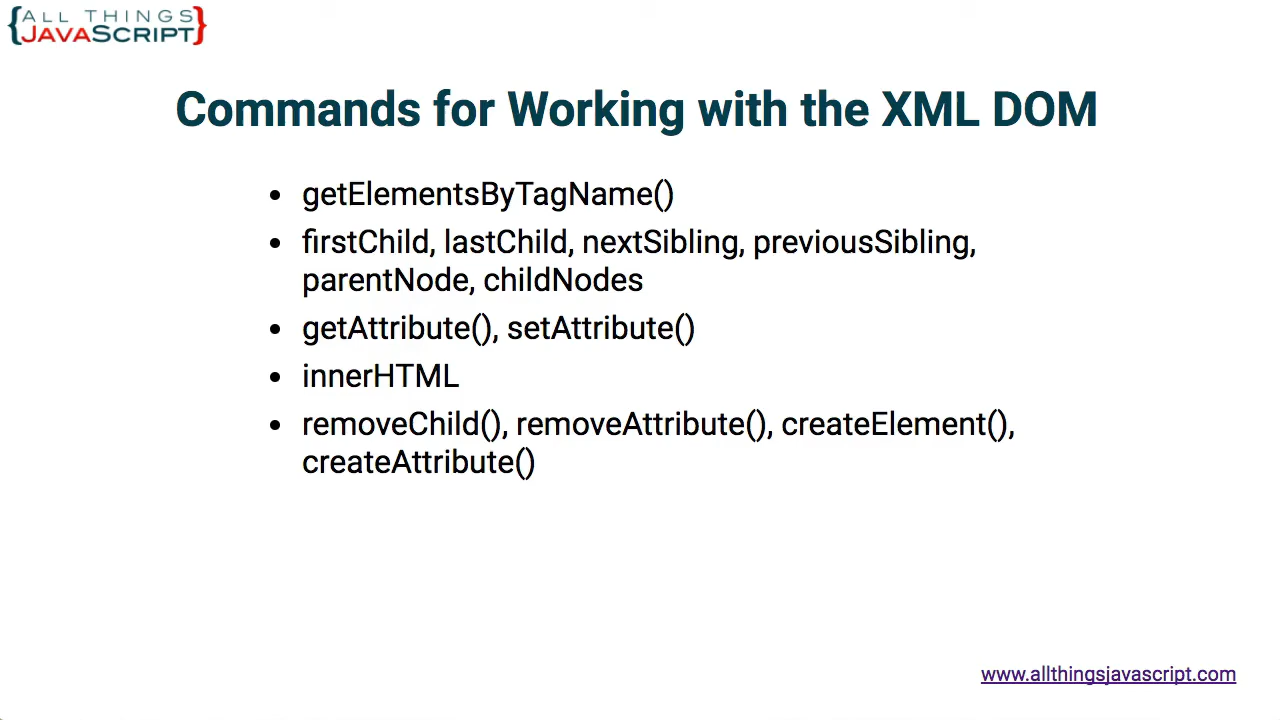 {ALL THINGS
JAVASCRIPT}
Commands for Working with the XML DOM
• getElementsByTagName()
• firstChild, lastChild, nextSibling, previousSibling,
parentNode, childNodes
• getAttribute(), setAttribute()
• innerHTML
• removeChild(), removeAttribute(), createElement(),
createAttribute()
www.allthingsjavascript.com